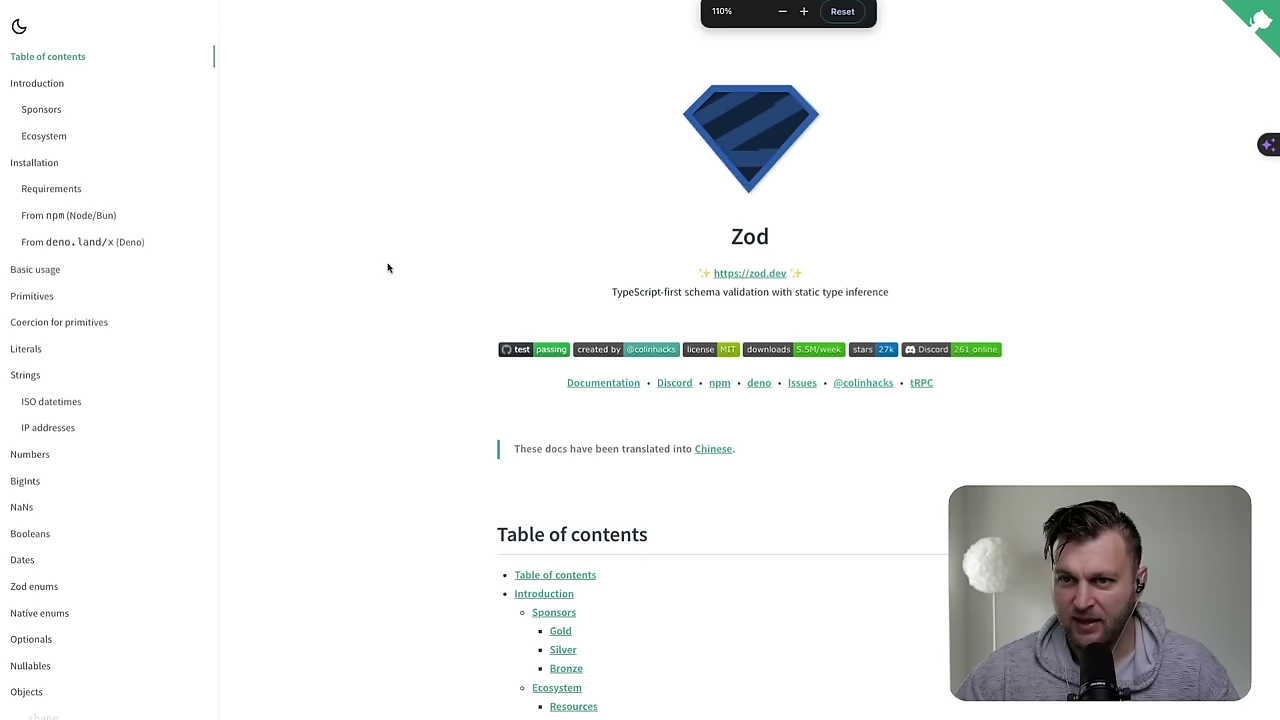 110%
Reset
Table of contents
Introduction
Sponsors
Ecosystem
Installation
Requirements
From npm (Node/Bun)
From deno.land/x (Deno)
Basic usage
Primitives
Coercion for primitives
Literals
Strings
ISO datetimes
IP addresses
Numbers
BigInts
NaNs
Booleans
Dates
Zod enums
Native enums
Optionals
Nullables
Objects
shape
Zod
✨ https://zod.dev ✨
TypeScript-first schema validation with static type inference
test passing created by @colinhacks license MIT downloads 5.5M/week stars 27k Discord 261 online
Documentation • Discord • npm • deno • Issues • @colinhacks • tRPC
These docs have been translated into Chinese.
Table of contents
Table of contents
Introduction
Sponsors
Gold
Silver
Bronze
Ecosystem
Resources